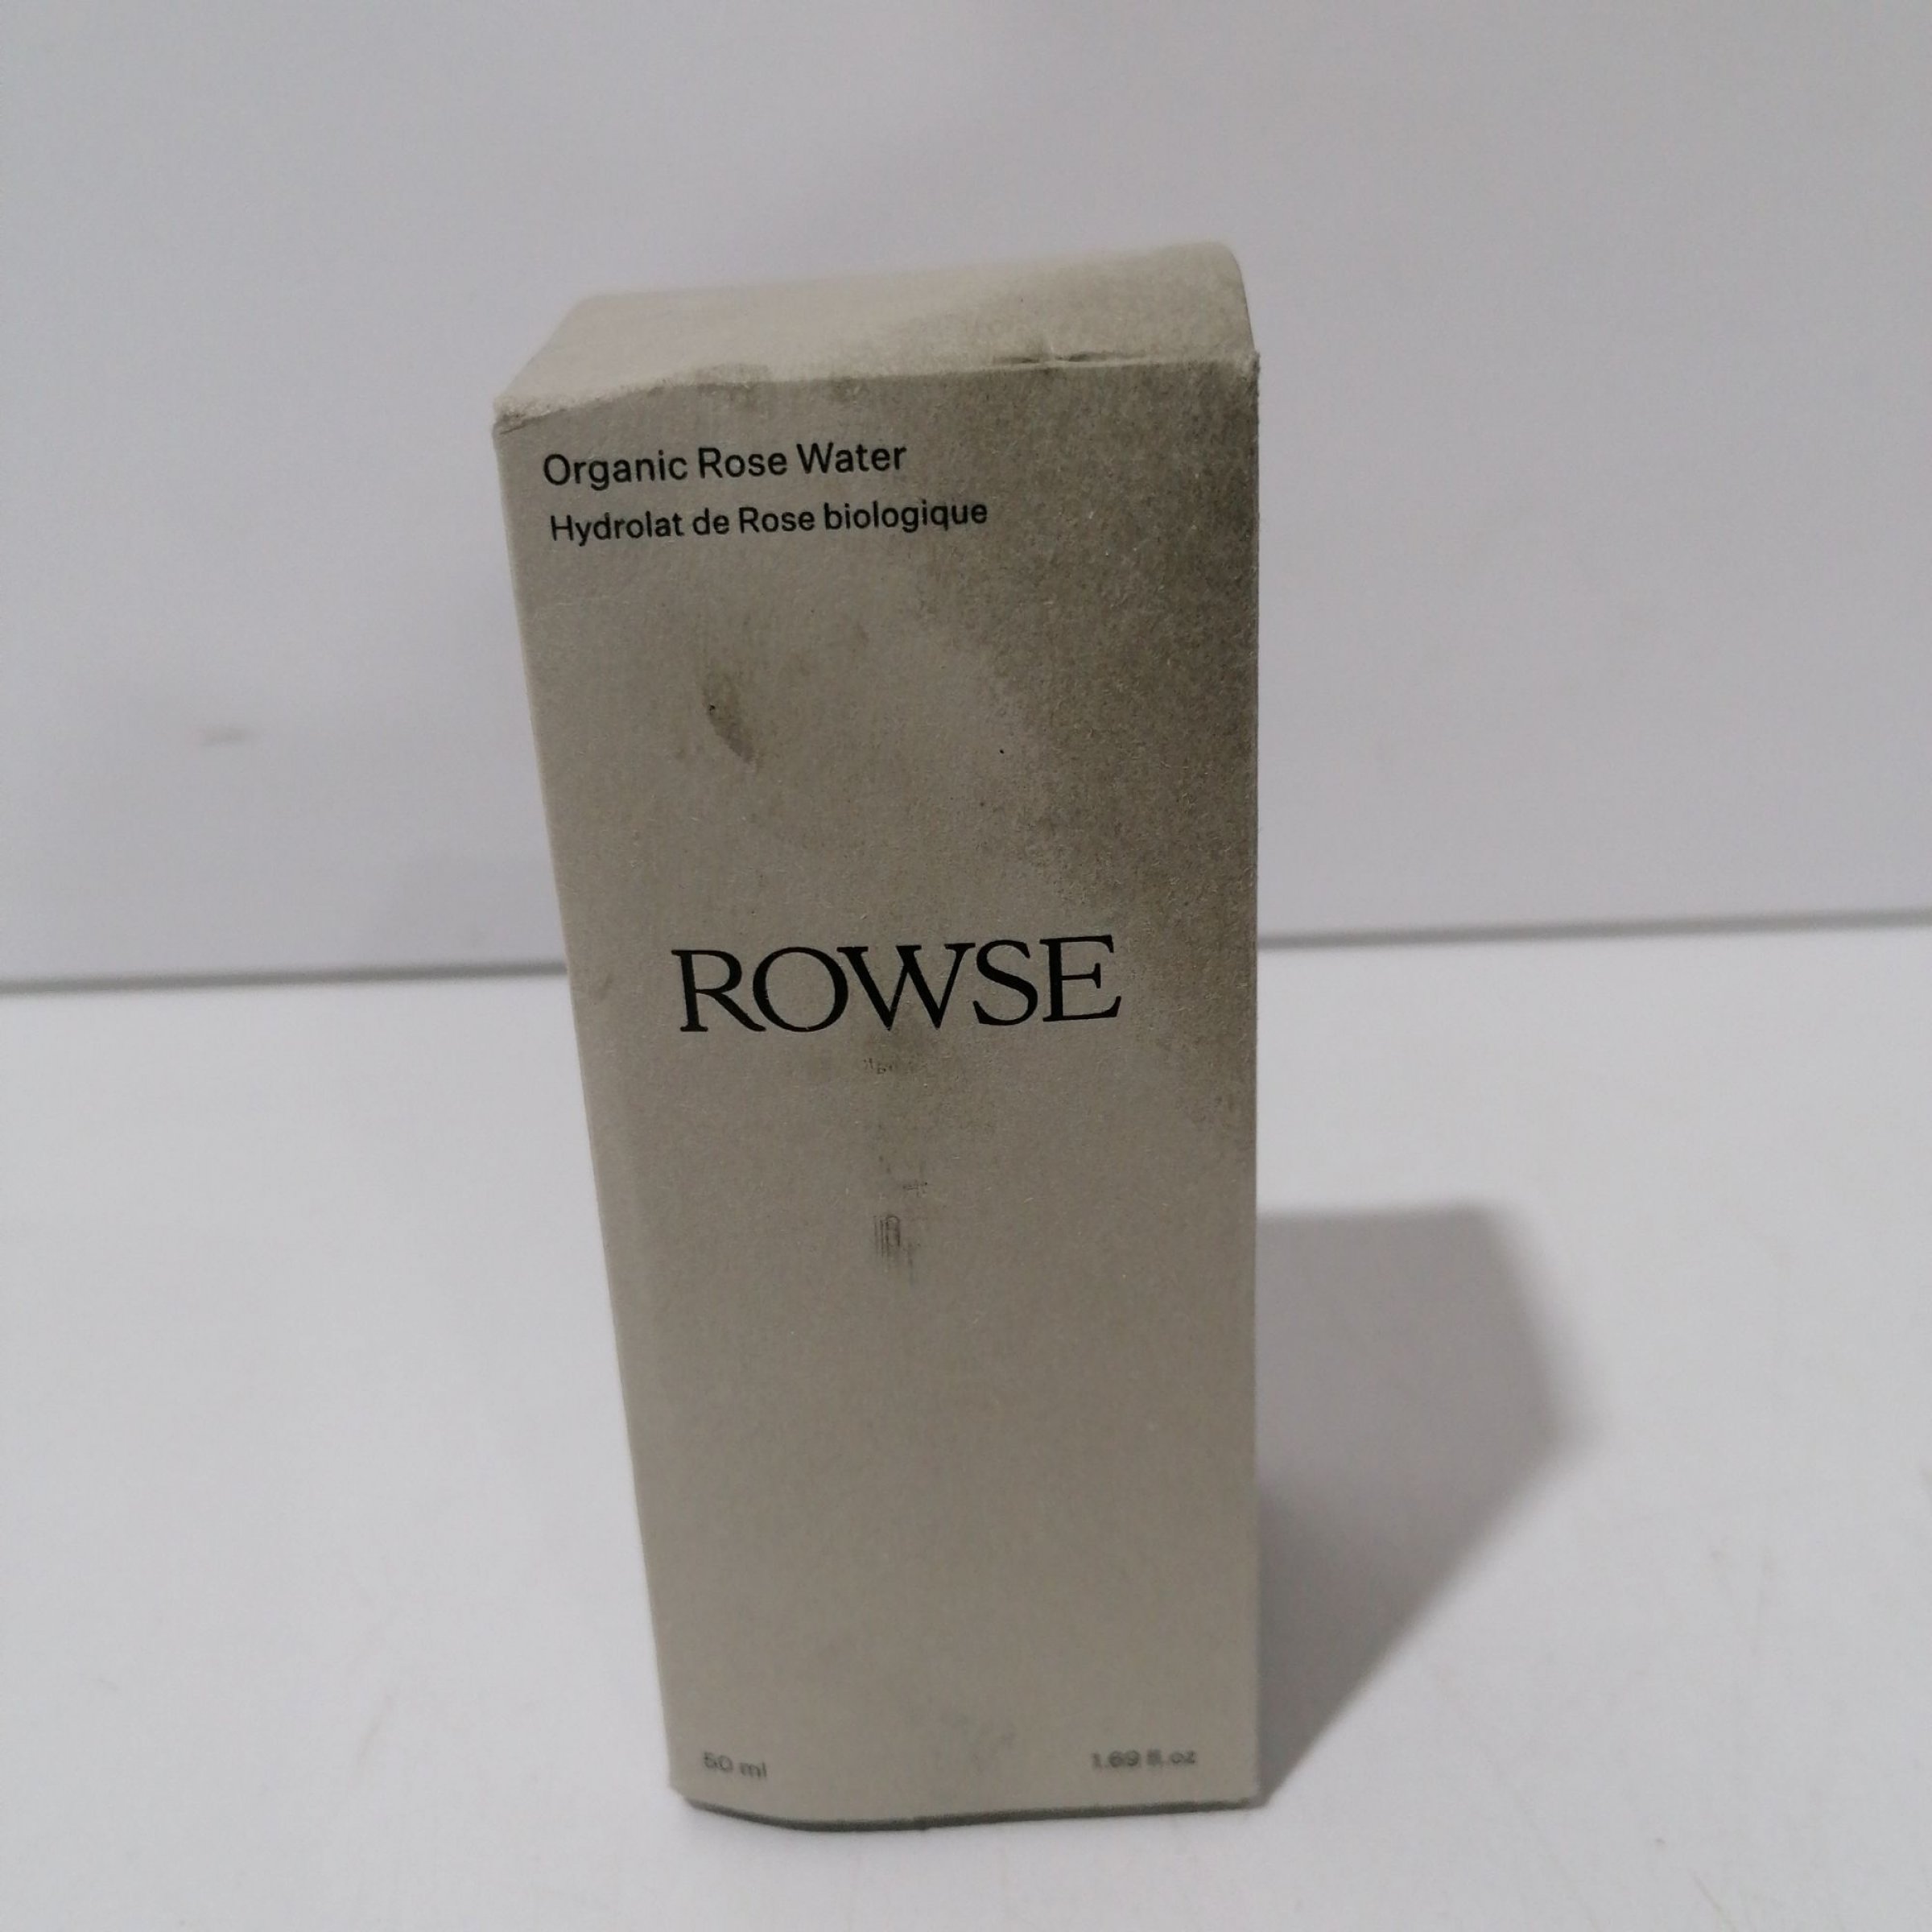 Organic Rose Water
Hydrolat de Rose biologique
ROWSE
50 ml
1.69 fl.oz